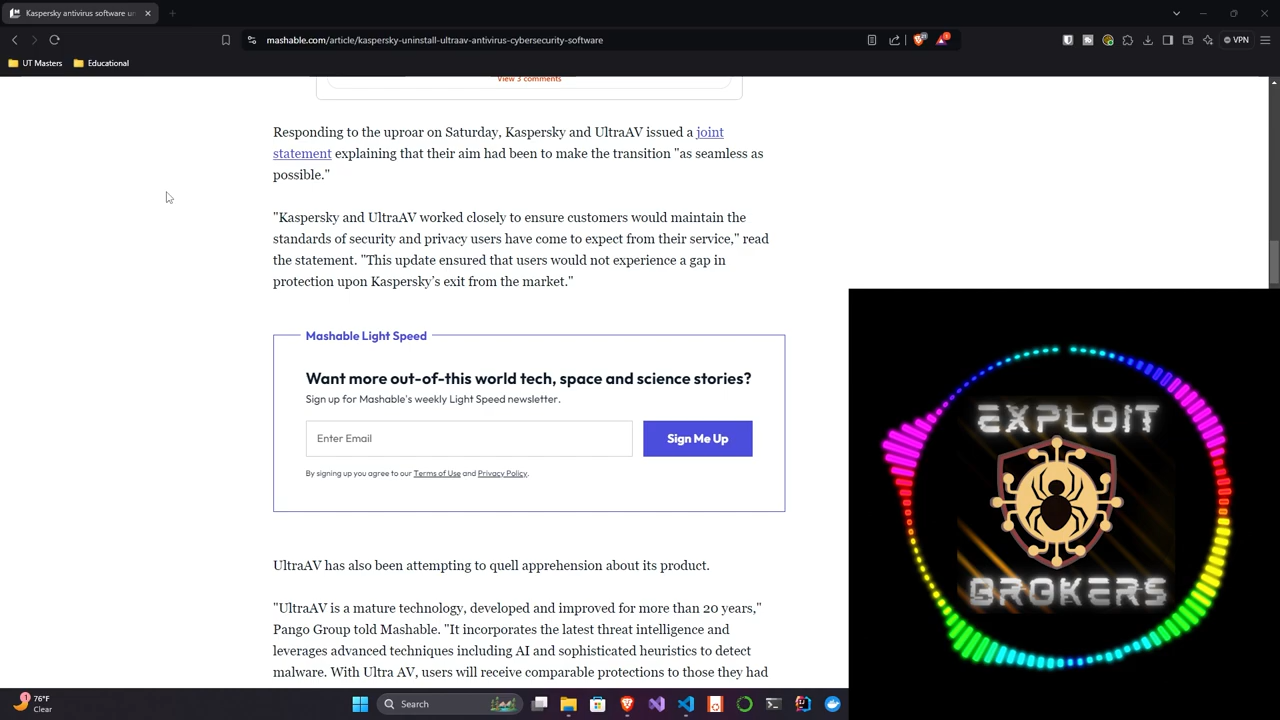 Kaspersky antivirus software un
mashable.com/article/kaspersky-uninstall-ultraav-antivirus-cybersecurity-software
VPN
UT Masters
Educational
View 3 comments
Responding to the uproar on Saturday, Kaspersky and UltraAV issued a joint
statement explaining that their aim had been to make the transition "as seamless as
possible."
"Kaspersky and UltraAV worked closely to ensure customers would maintain the
standards of security and privacy users have come to expect from their service," read
the statement. "This update ensured that users would not experience a gap in
protection upon Kaspersky's exit from the market."
Mashable Light Speed
Want more out-of-this world tech, space and science stories?
Sign up for Mashable's weekly Light Speed newsletter.
Enter Email
Sign Me Up
By signing up you agree to our Terms of Use and Privacy Policy.
UltraAV has also been attempting to quell apprehension about its product.
"UltraAV is a mature technology, developed and improved for more than 20 years,"
Pango Group told Mashable. "It incorporates the latest threat intelligence and
leverages advanced techniques including AI and sophisticated heuristics to detect
malware. With Ultra AV, users will receive comparable protections to those they had
EXPLOIT
BROKERS
1
76°F
Clear
Search